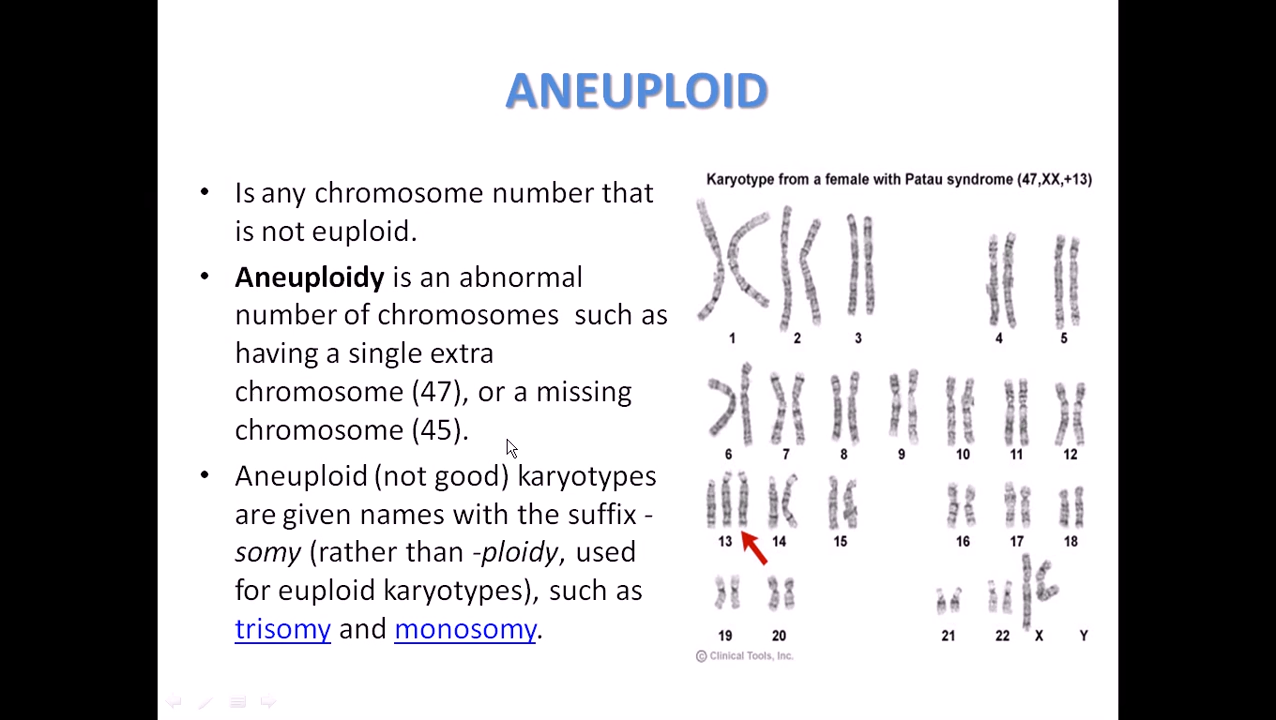 ANEUPLOID
• Is any chromosome number that
is not euploid.
• Aneuploidy is an abnormal
number of chromosomes such as
having a single extra
chromosome (47), or a missing
chromosome (45).
• Aneuploid (not good) karyotypes
are given names with the suffix -
somy (rather than -ploidy, used
for euploid karyotypes), such as
trisomy and monosomy.
Karyotype from a female with Patau syndrome (47,XX,+13)
1 2 3 4 5
6 7 8 9 10 11 12
13 14 15 16 17 18
19 20 21 22 X Y
© Clinical Tools, Inc.